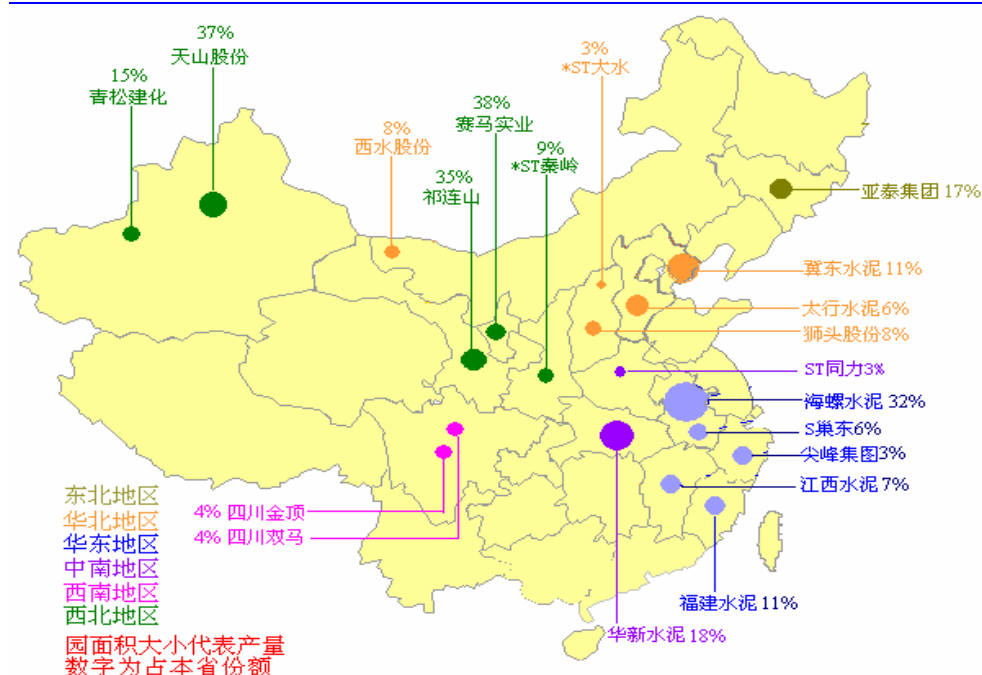 37%
天山股份
15%
青松建化
3%
*ST大水
38%
赛马实业
8%
西水股份
9%
*ST秦岭
35%
祁连山
亚泰集团 17%
冀东水泥 11%
太行水泥 6%
狮头股份8%
ST同力3%
海螺水泥 32%
S巢东6%
尖峰集图3%
江西水泥 7%
4% 四川金顶
4% 四川双马
福建水泥 11%
华新水泥 18%
东北地区
华北地区
华东地区
中南地区
西南地区
西北地区
园面积大小代表产量
数字为占本省份额